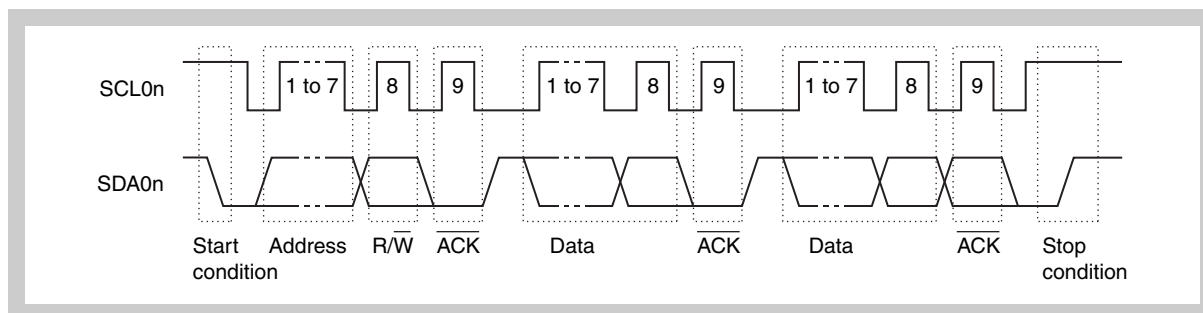 SCL0n 1 to 7 8 9 1 to 7 8 9 1 to 7 8 9
SDA0n
Start condition Address R/W ACK Data ACK Data ACK Stop condition